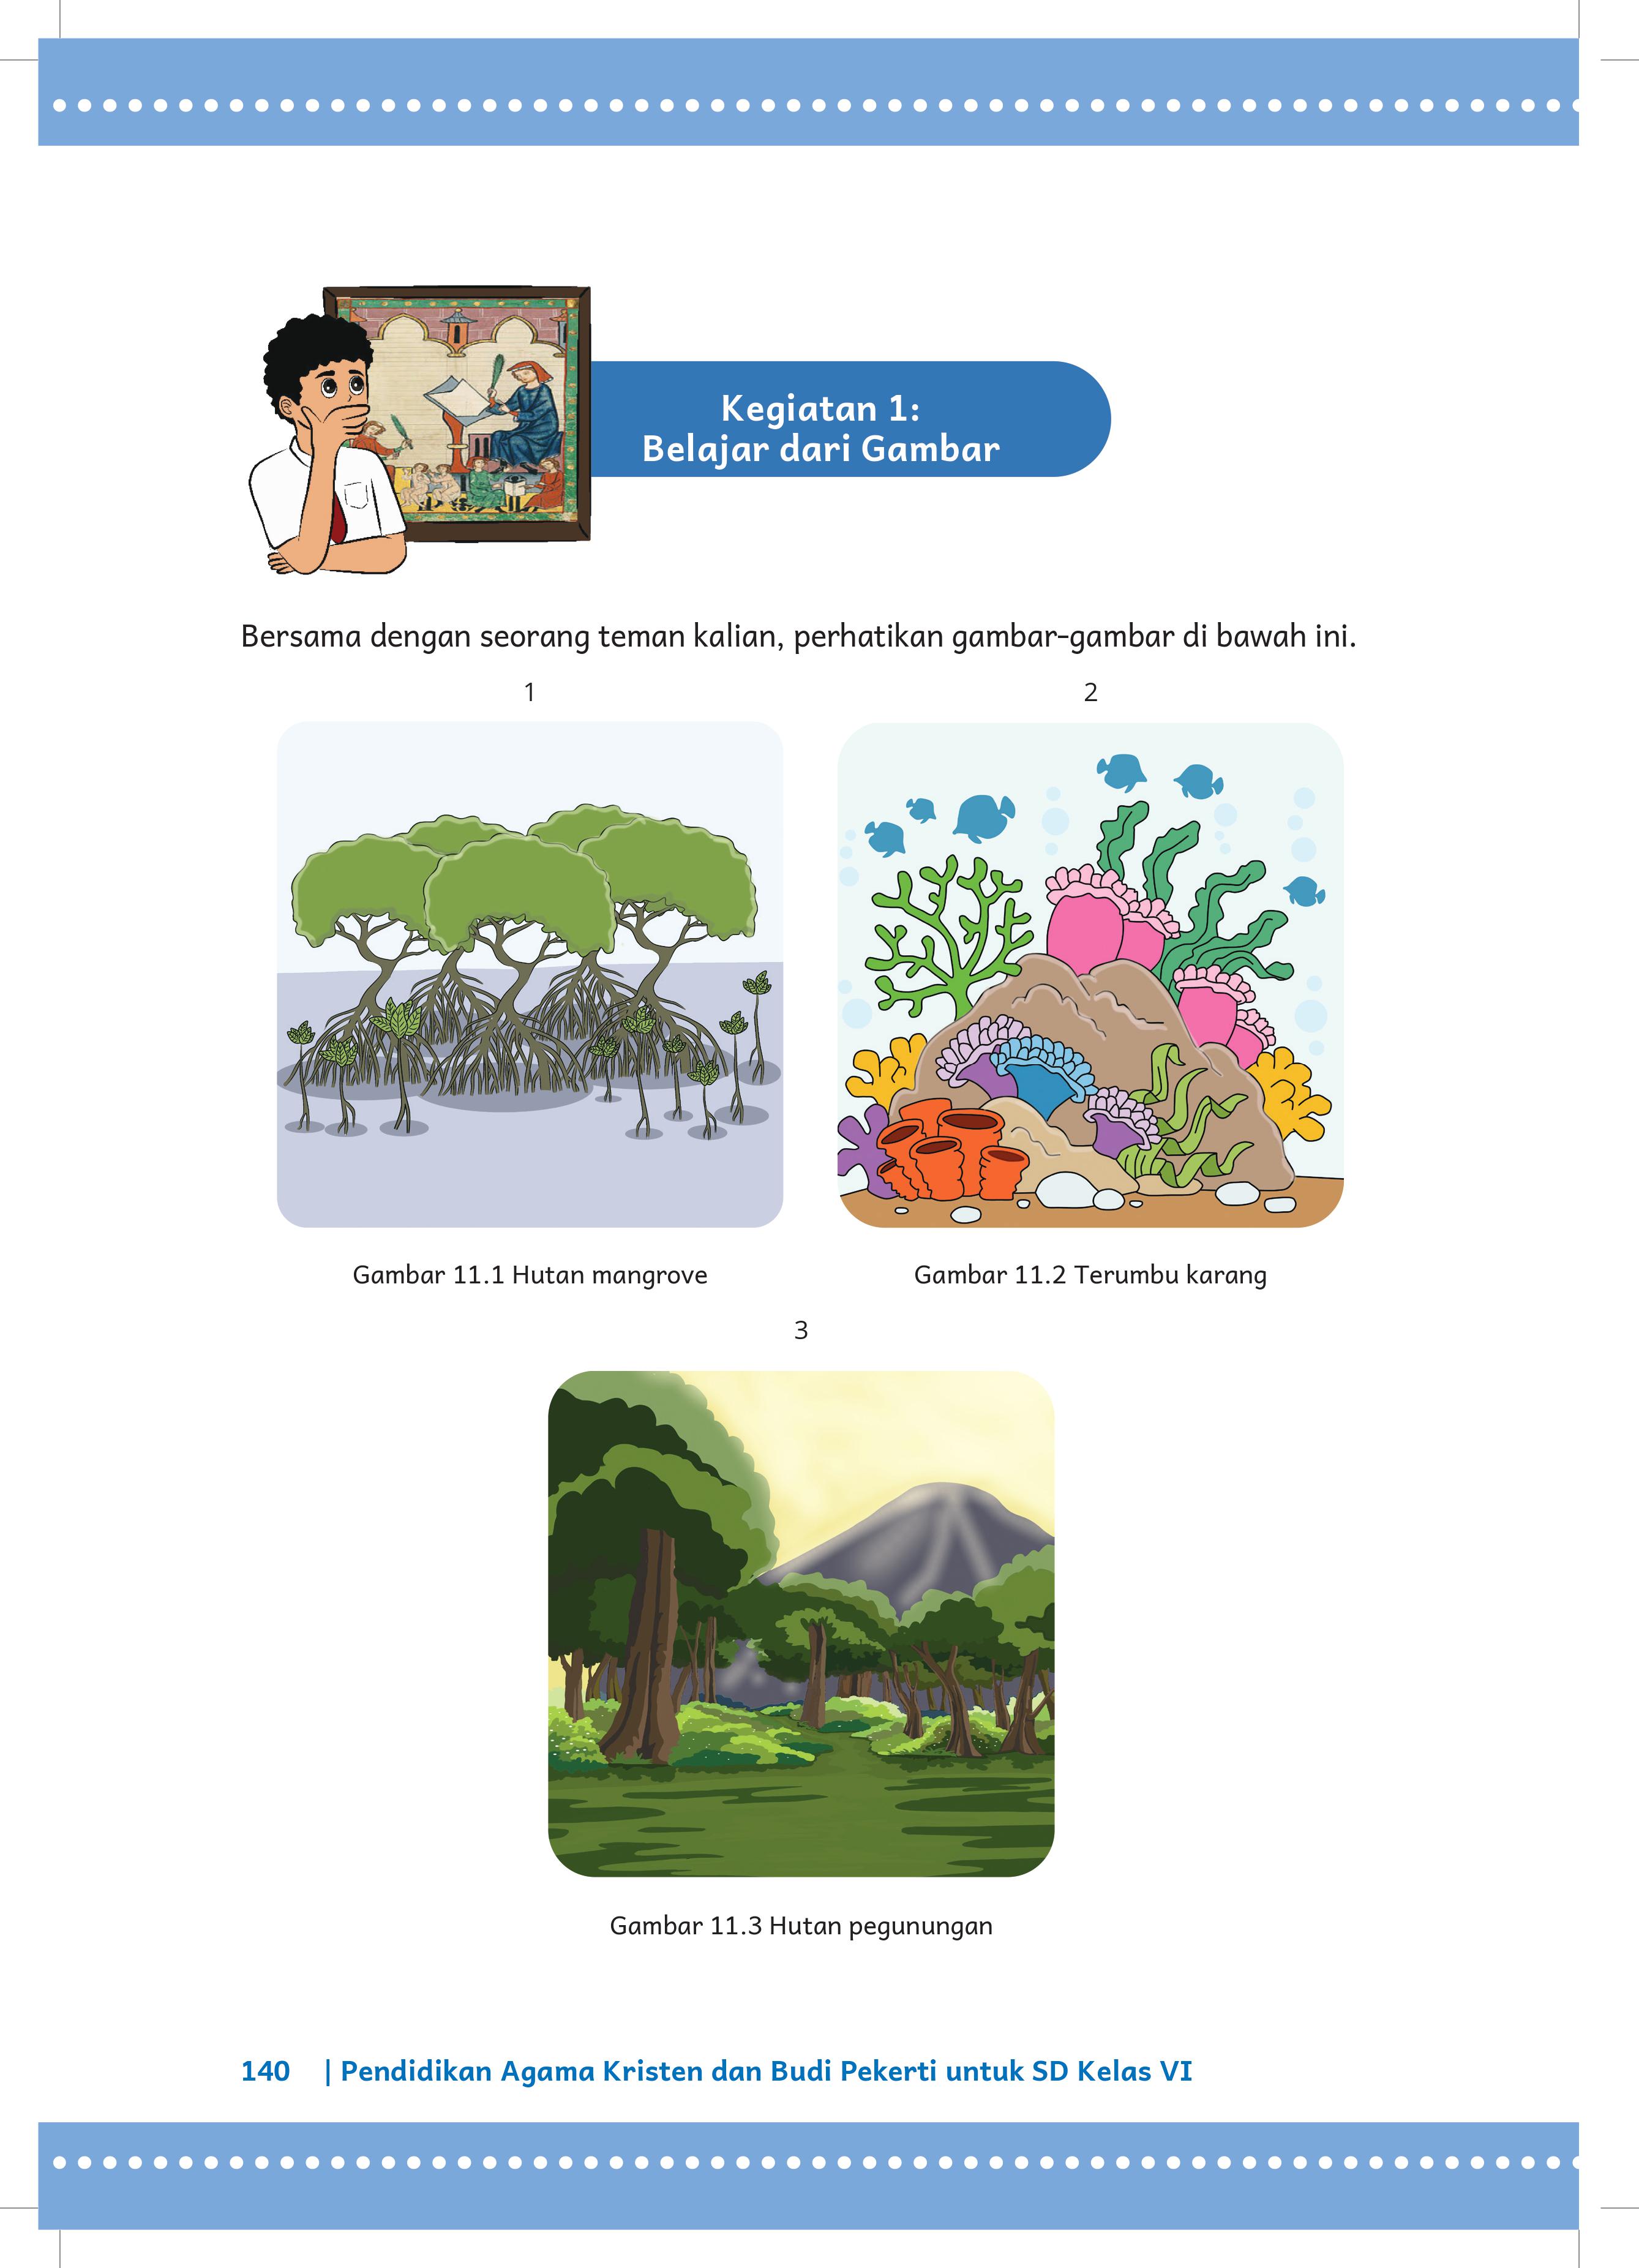 Kegiatan 1:
Belajar dari Gambar
Bersama dengan seorang teman kalian, perhatikan gambar-gambar di bawah ini.
1
2
Gambar 11.1 Hutan mangrove
Gambar 11.2 Terumbu karang
3
Gambar 11.3 Hutan pegunungan
140 | Pendidikan Agama Kristen dan Budi Pekerti untuk SD Kelas VI